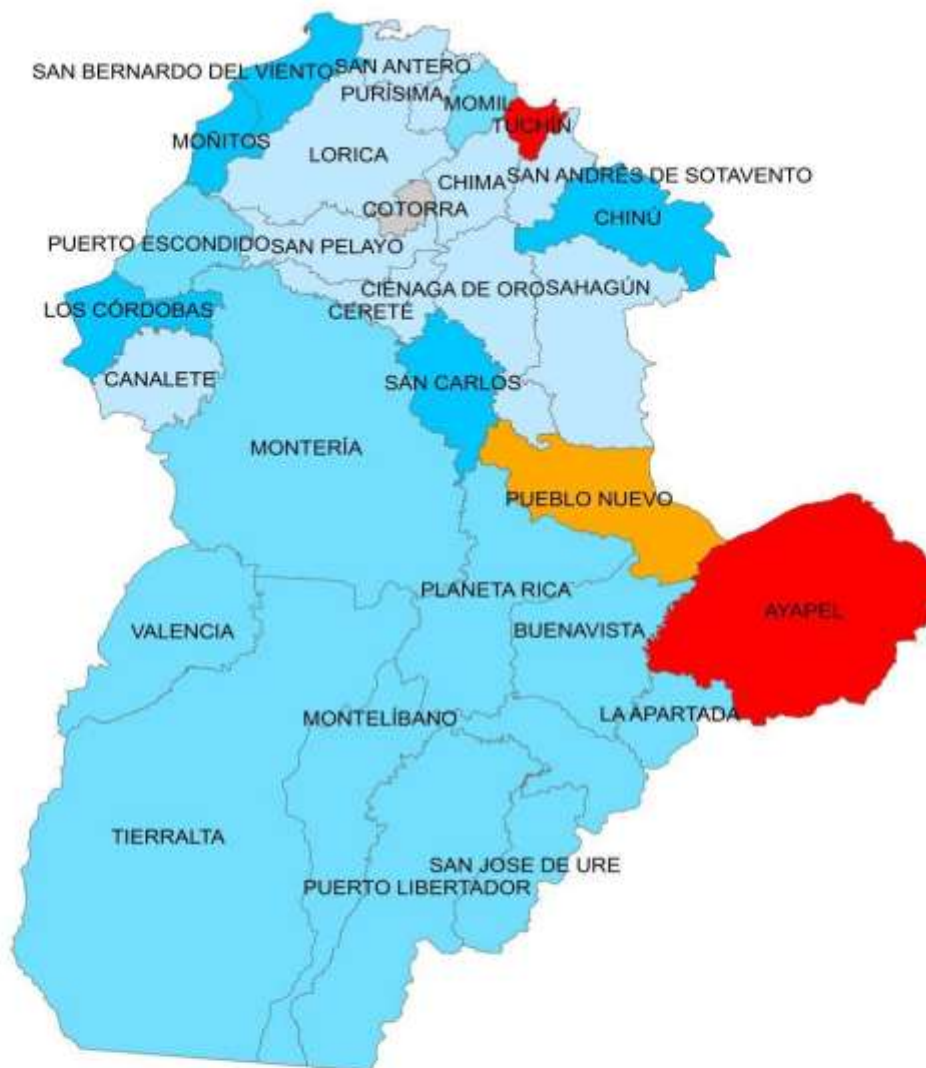 SAN BERNARDO DEL VIENTO
SAN ANTERO
PURÍSIMA
MOMIL
TUCHÍN
MOÑITOS
LORICA
CHIMA
SAN ANDRÉS DE SOTAVENTO
COTORRA
CHINÚ
PUERTO ESCONDIDO
SAN PELAYO
CIÉNAGA DE ORO
SAHAGÚN
LOS CÓRDOBAS
CERETÉ
CANALETE
SAN CARLOS
MONTERÍA
PUEBLO NUEVO
PLANETA RICA
AYAPEL
VALENCIA
BUENAVISTA
MONTELÍBANO
LA APARTADA
TIERRALTA
SAN JOSE DE URE
PUERTO LIBERTADOR